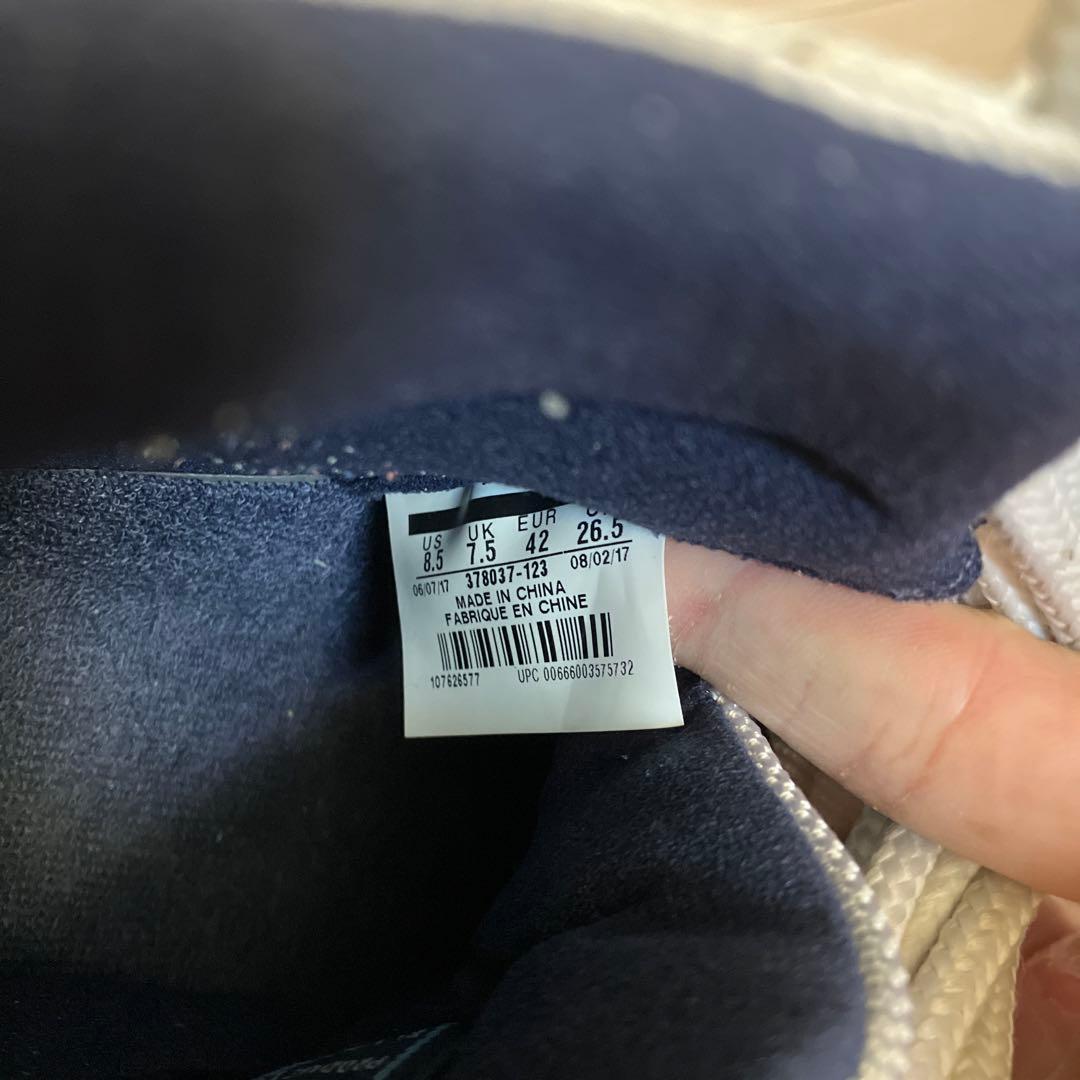 US UK EUR
8.5 7.5 42 26.5
06/07/17 378037-123 08/02/17
MADE IN CHINA
FABRIQUE EN CHINE
107626577 UPC 00666003575732